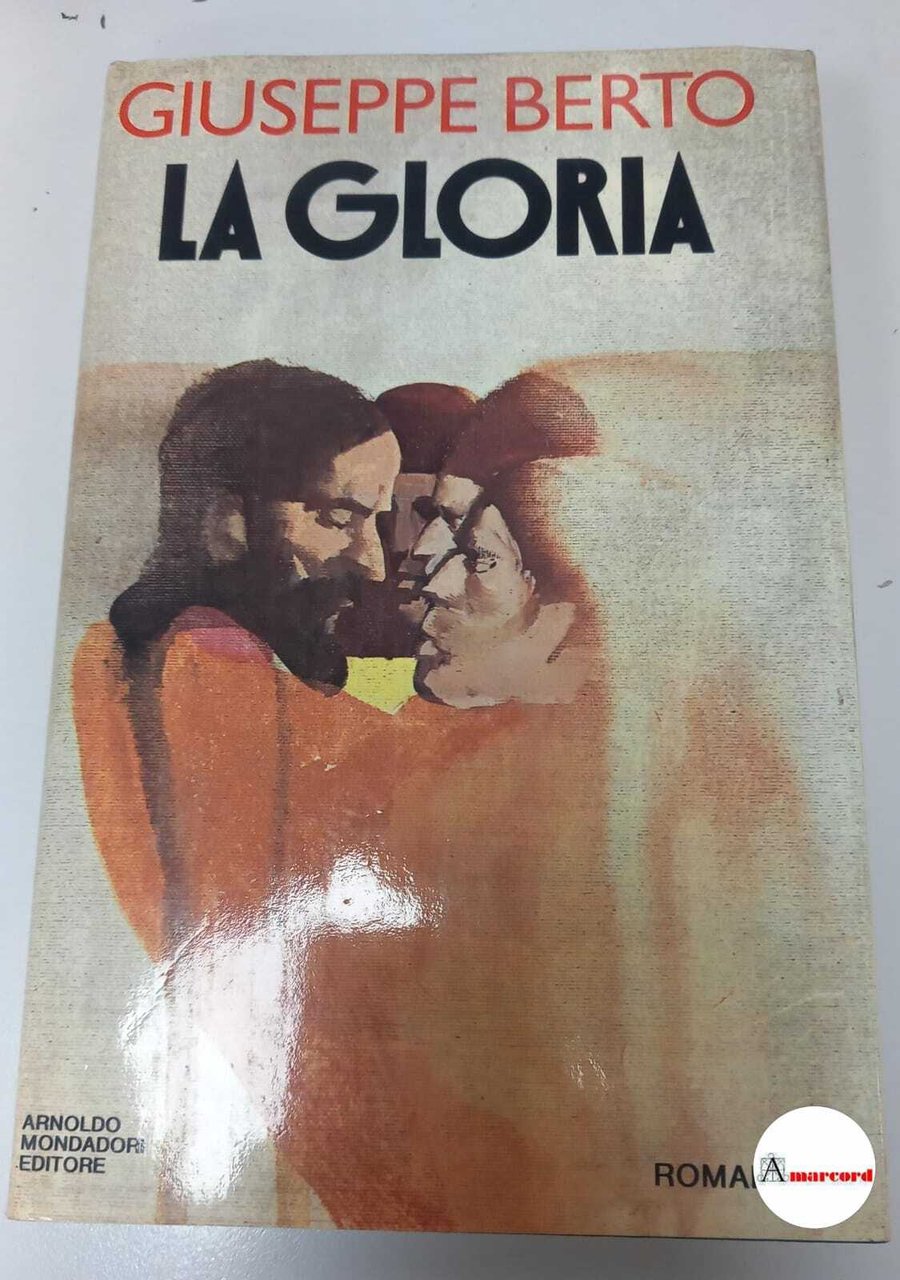 GIUSEPPE BERTO
LA GLORIA
ARNOLDO
MONDADORI
EDITORE
Amarcord